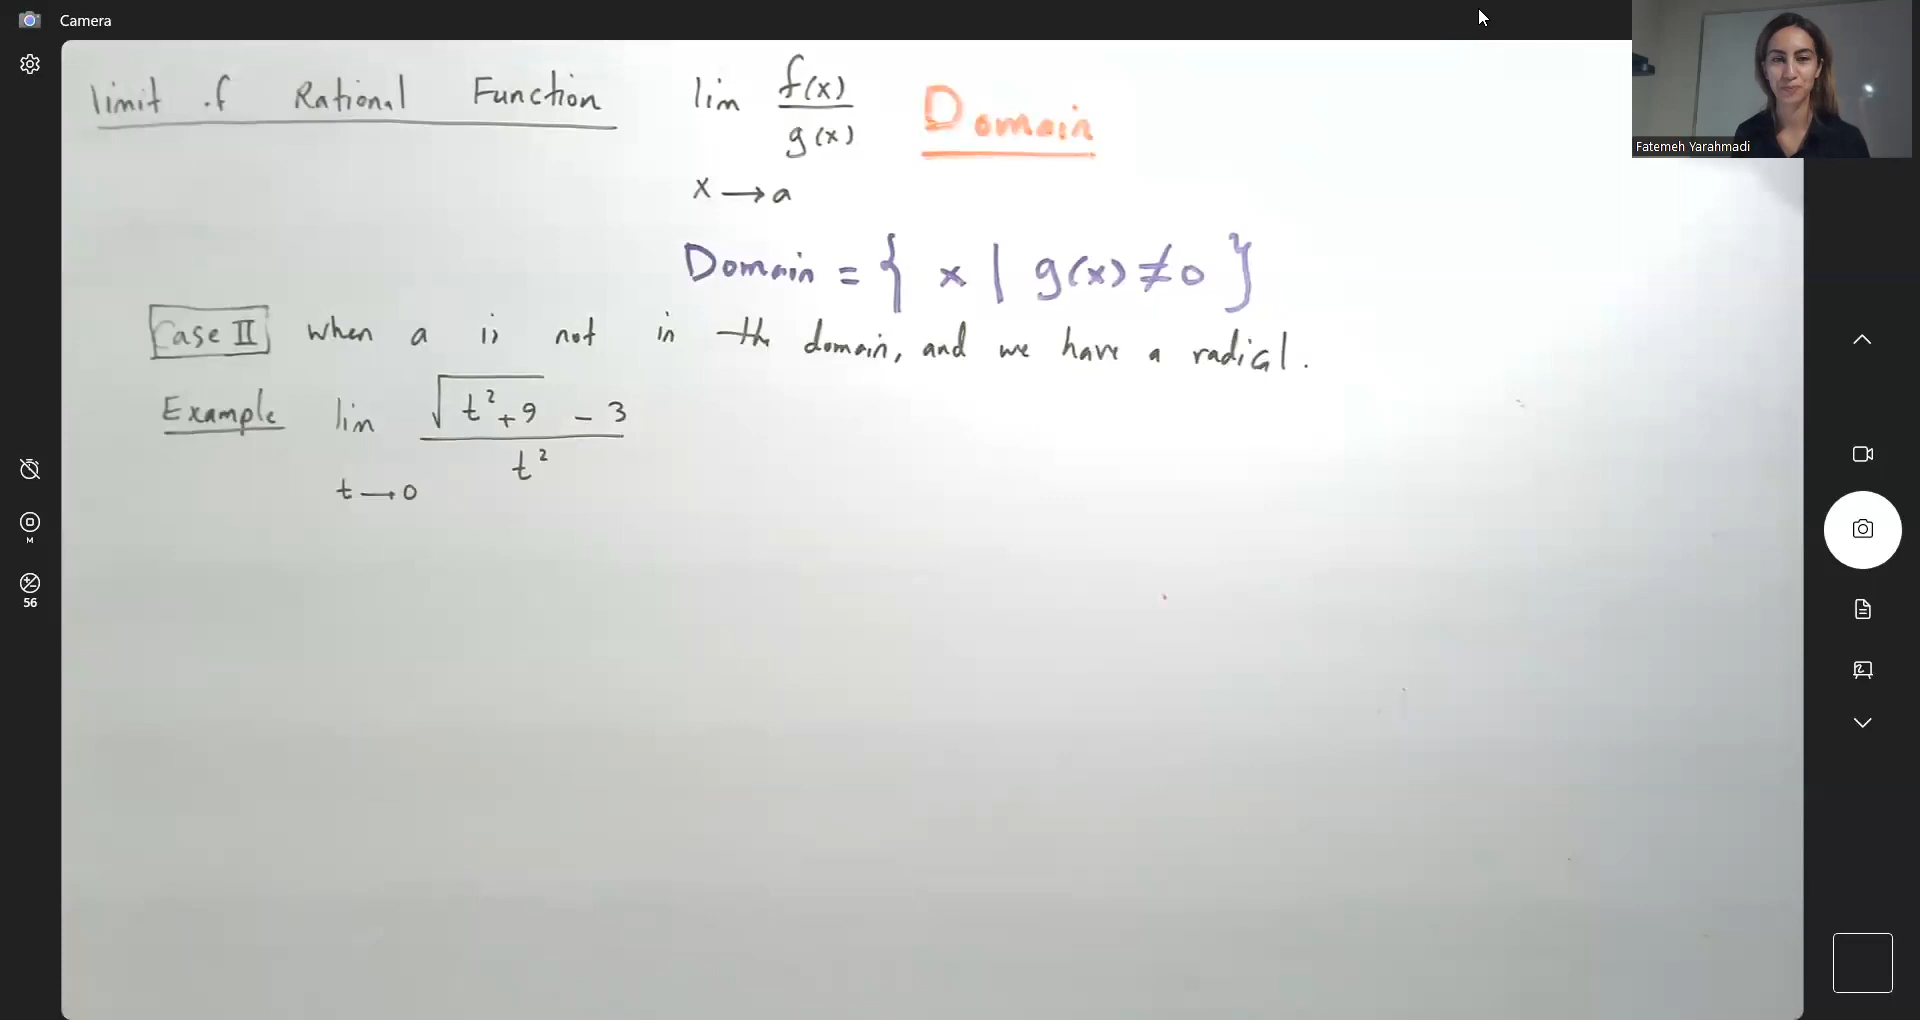 Camera
limit of Rational Function lim f(x)/g(x) Domain
x → a
Fatemeh Yarahmadi
Domain = { x | g(x) ≠ 0 }
Case II when a is not in the domain, and we have a radical.
Example lim (√(t²+9) - 3)/t²
t → 0
M
56